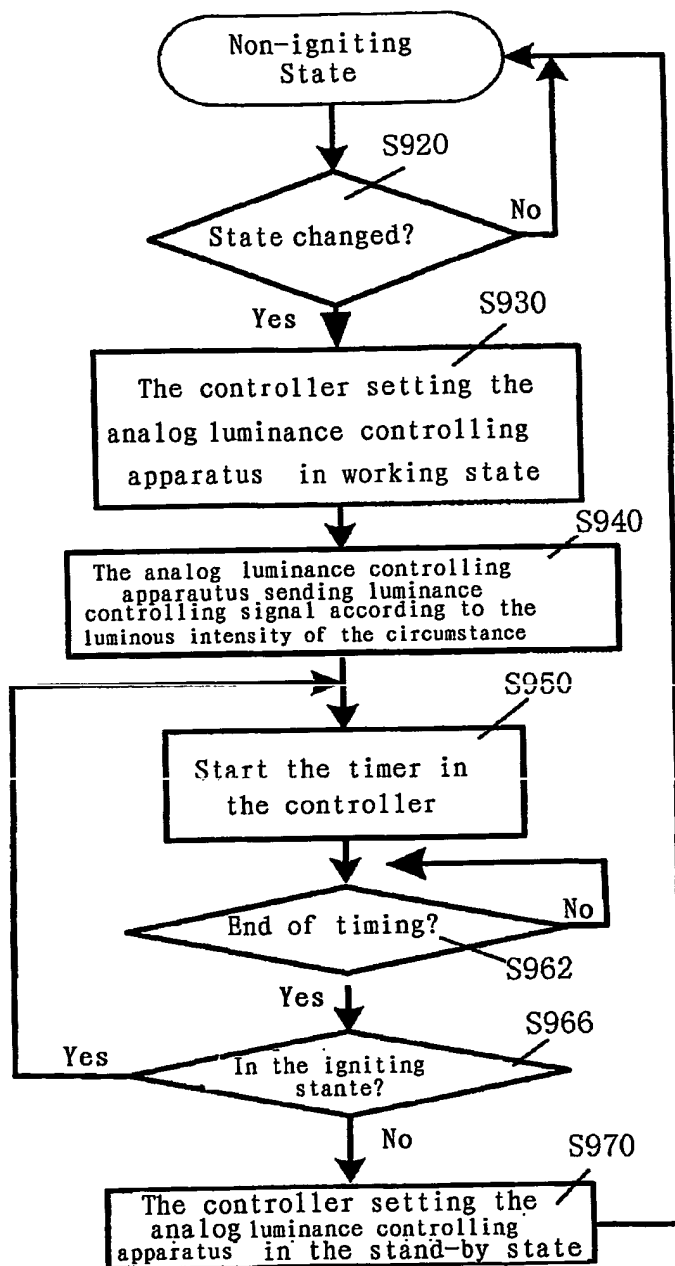 Non-igniting
State
S920
State changed?
No
Yes
S930
The controller setting the
analog luminance controlling
apparatus in working state
S940
The analog luminance controlling
apparautus sending luminance
controlling signal according to the
luminous intensity of the circumstance
S950
Start the timer in
the controller
End of timing?
No
S962
Yes
S966
Yes
In the igniting
stante?
No
S970
The controller setting the
analog luminance controlling
apparatus in the stand-by state